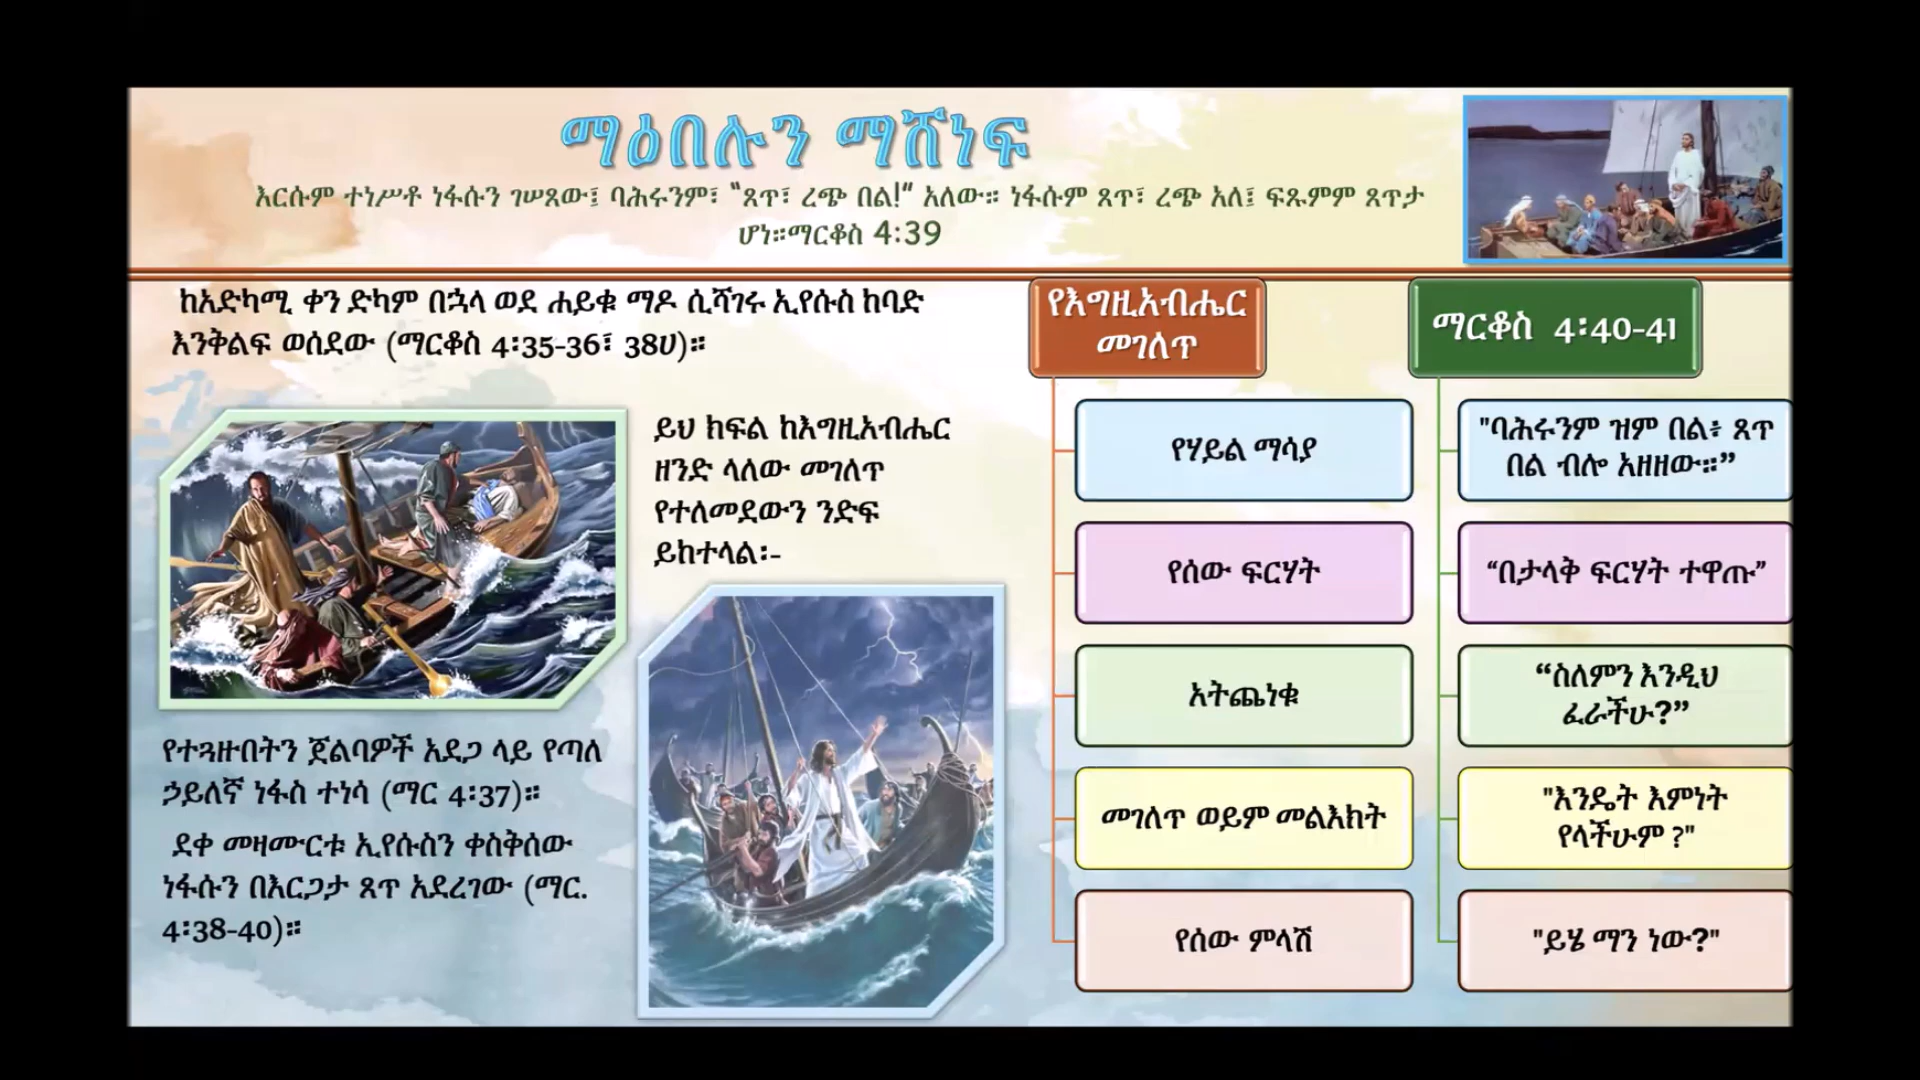 ማዕበሉን ማሸነፍ
እርሱም ተነሥቶ ነፋሱን ገሠጸው፤ ባሕሩንም፣ “ጸጥ፣ ረጭ በል!” አለው። ነፋሱም ጸጥ፣ ረጭ አለ፤ ፍጹምም ጸጥታ
ሆነ።ማርቆስ 4:39
ከአድካሚ ቀን ድካም በኋላ ወደ ሐይቁ ማዶ ሲሻገሩ ኢየሱስ ከባድ
እንቅልፍ ወሰደው (ማርቆስ 4፡35-36፣ 38ሀ)።
ይህ ክፍል ከእግዚአብሔር
ዘንድ ላለው መገለጥ
የተለመደውን ንድፍ
ይከተላል፡-
የተጓዙበትን ጀልባዎች አደጋ ላይ የጣለ
ኃይለኛ ነፋስ ተነሳ (ማር 4፡37)።
ደቀ መዛሙርቱ ኢየሱስን ቀስቅሰው
ነፋሱን በእርጋታ ጸጥ አደረገው (ማር.
4፡38-40)።
የእግዚአብሔር
መገለጥ
የሃይል ማሳያ
የሰው ፍርሃት
አትጨነቁ
መገለጥ ወይም መልእክት
የሰው ምላሽ
ማርቆስ 4፡40-41
"ባሕሩንም ዝም በል፥ ጸጥ
በል ብሎ አዘዘው።”
“በታላቅ ፍርሃት ተዋጡ”
“ስለምን እንዲህ
ፈራችሁ?”
"እንዴት እምነት
የላችሁም ?"
"ይሄ ማን ነው?"